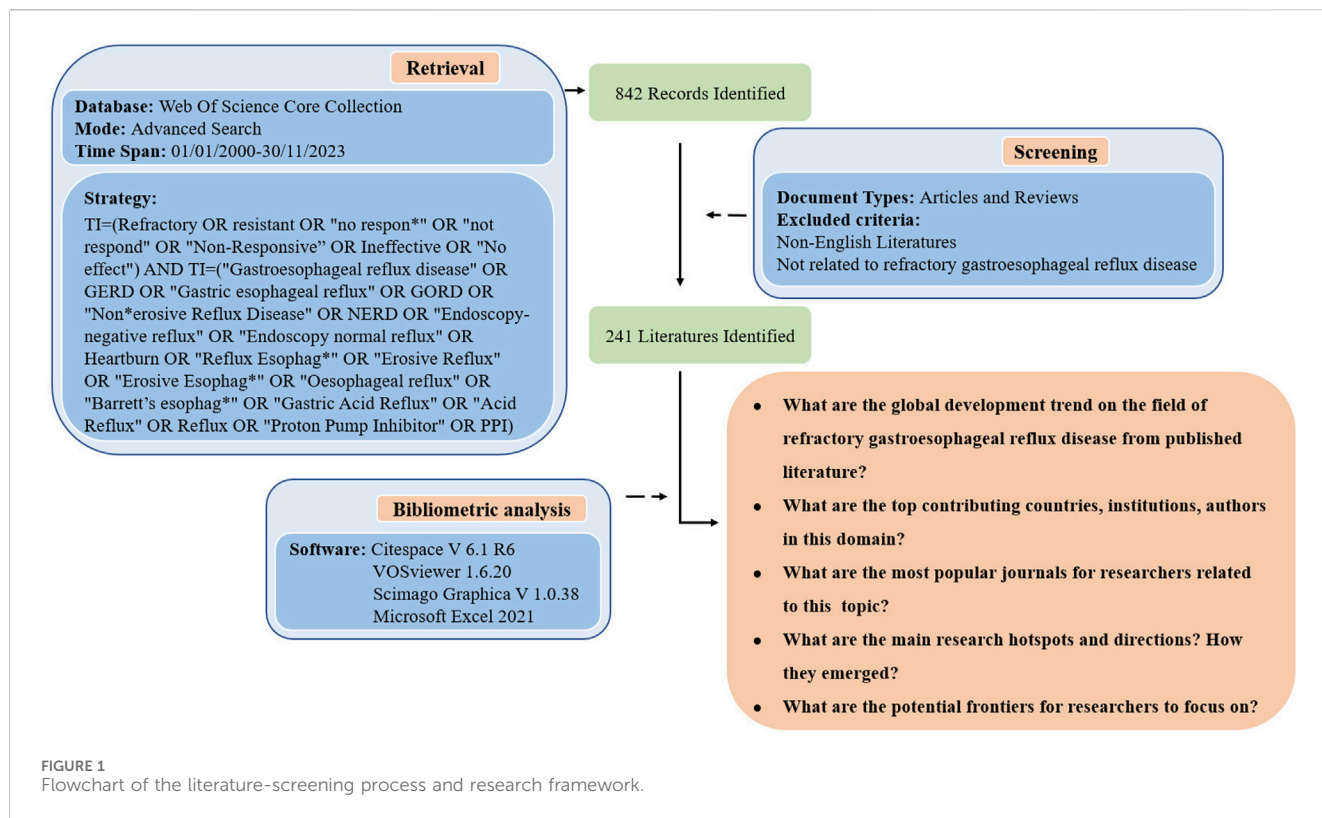 Retrieval
Database: Web Of Science Core Collection
Mode: Advanced Search
Time Span: 01/01/2000-30/11/2023
Strategy:
TI=(Refractory OR resistant OR "no respon*" OR "not
respond" OR "Non-Responsive” OR Ineffective OR "No
effect") AND TI=("Gastroesophageal reflux disease" OR
GERD OR "Gastric esophageal reflux" OR GORD OR
"Non*erosive Reflux Disease" OR NERD OR "Endoscopy-
negative reflux" OR "Endoscopy normal reflux" OR
Heartburn OR "Reflux Esophag*" OR "Erosive Reflux"
OR "Erosive Esophag*" OR "Oesophageal reflux" OR
"Barrett’s esophag*" OR "Gastric Acid Reflux" OR "Acid
Reflux" OR Reflux OR "Proton Pump Inhibitor" OR PPI)
842 Records Identified
Screening
Document Types: Articles and Reviews
Excluded criteria:
Non-English Literatures
Not related to refractory gastroesophageal reflux disease
241 Literatures Identified
Bibliometric analysis
Software: Citespace V 6.1 R6
VOSviewer 1.6.20
Scimago Graphica V 1.0.38
Microsoft Excel 2021
• What are the global development trend on the field of
refractory gastroesophageal reflux disease from published
literature?
• What are the top contributing countries, institutions, authors
in this domain?
• What are the most popular journals for researchers related
to this topic?
• What are the main research hotspots and directions? How
they emerged?
• What are the potential frontiers for researchers to focus on?
FIGURE 1
Flowchart of the literature-screening process and research framework.